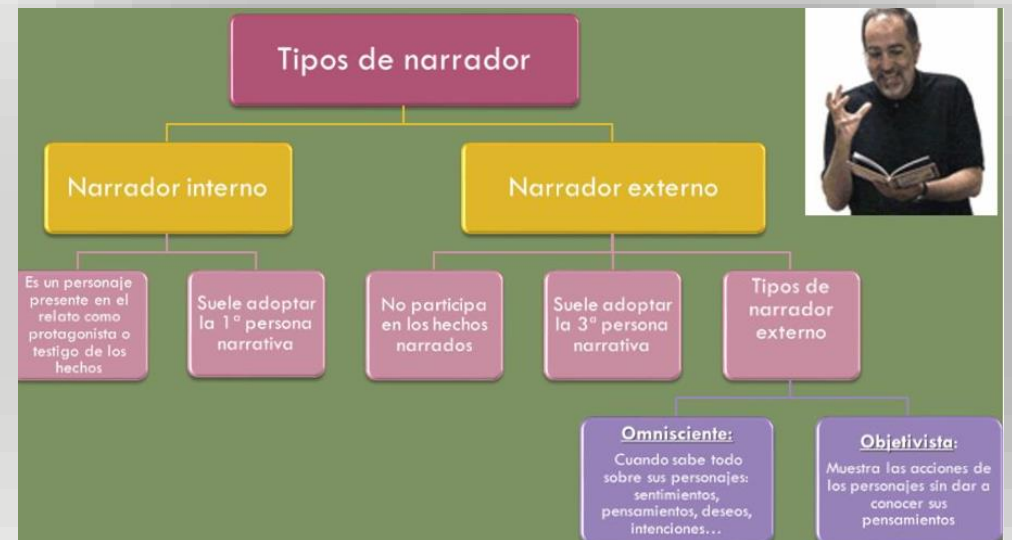 Tipos de narrador
Narrador interno
Narrador externo
Es un personaje
presente en el
relato como
protagonista o
testigo de los
hechos
Suele adoptar
la 1ª persona
narrativa
No participa
en los hechos
narrados
Suele adoptar
la 3ª persona
narrativa
Tipos de
narrador
externo
Omnisciente:
Cuando sabe todo
sobre sus personajes:
sentimientos,
pensamientos, deseos,
intenciones...
Objetivista:
Muestra las acciones de
los personajes sin dar a
conocer sus
pensamientos